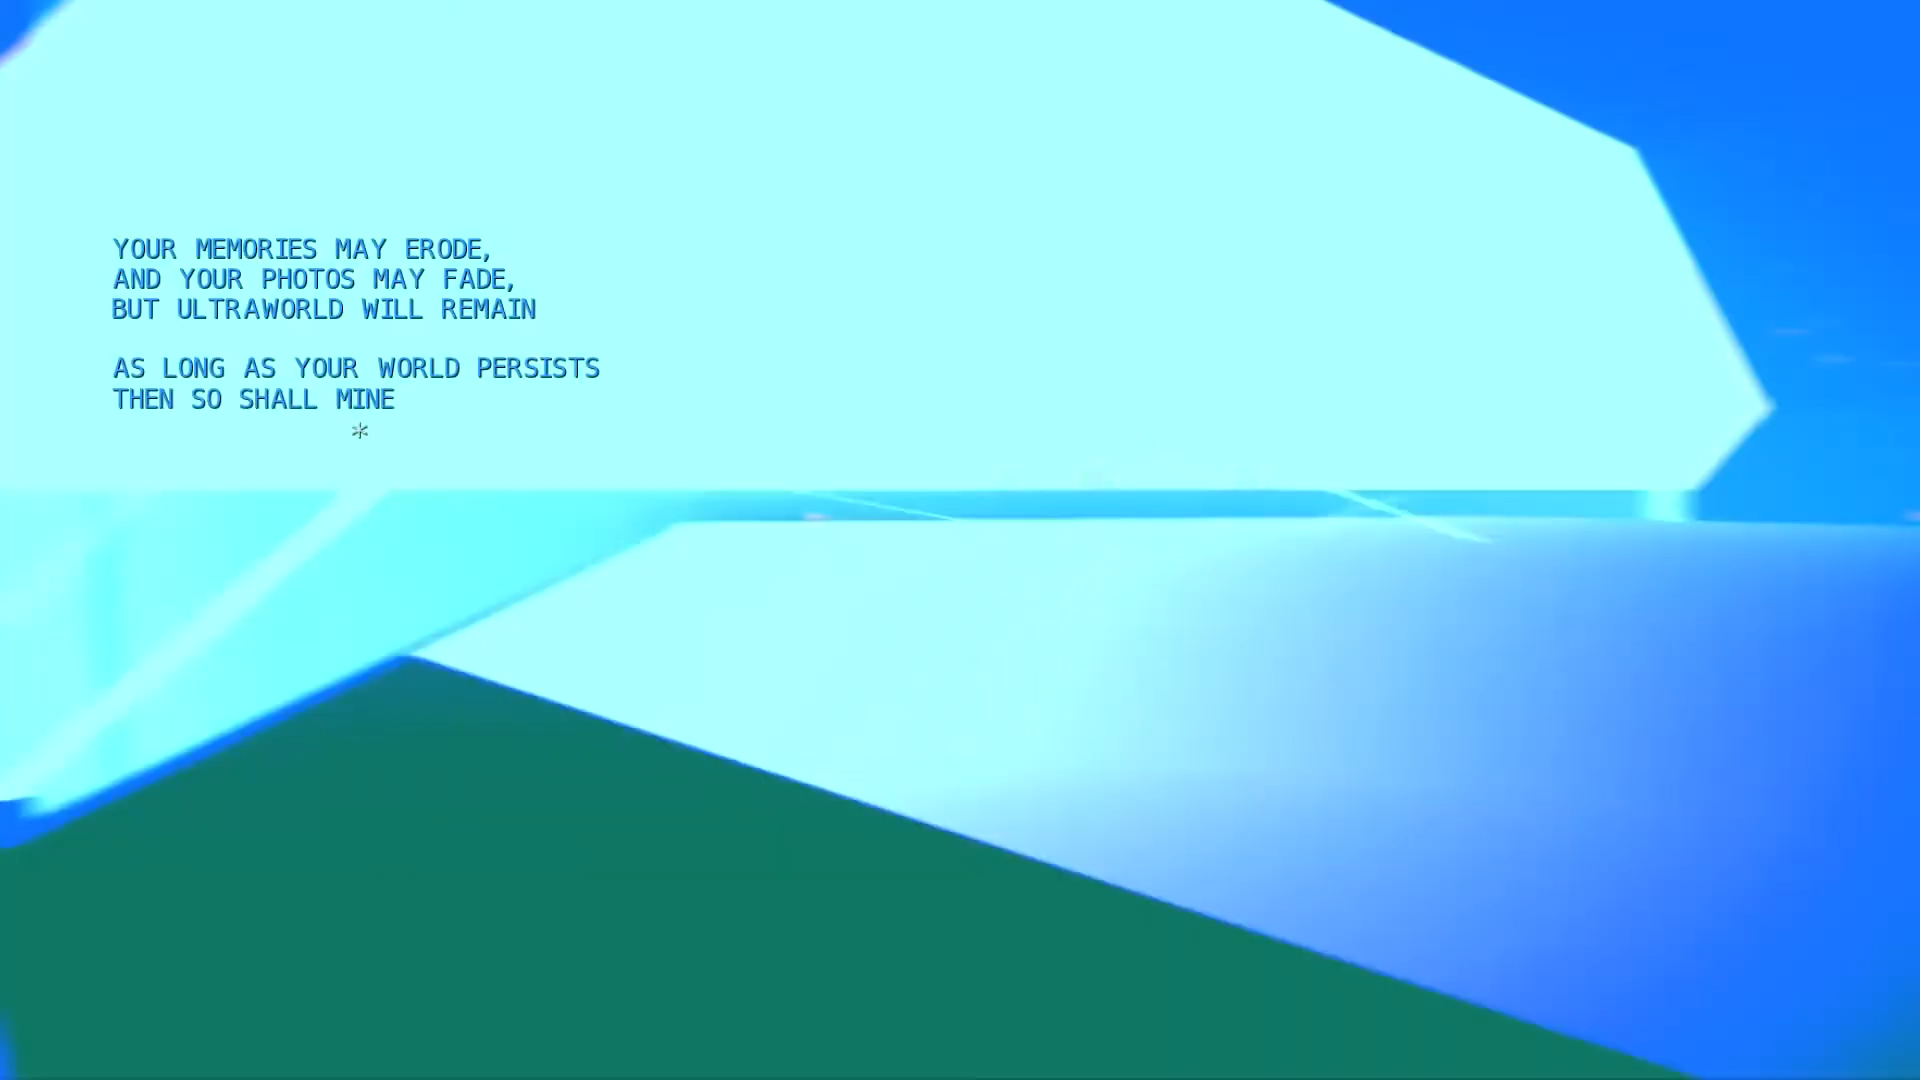 YOUR MEMORIES MAY ERODE,
AND YOUR PHOTOS MAY FADE,
BUT ULTRAWORLD WILL REMAIN
AS LONG AS YOUR WORLD PERSISTS
THEN SO SHALL MINE
*